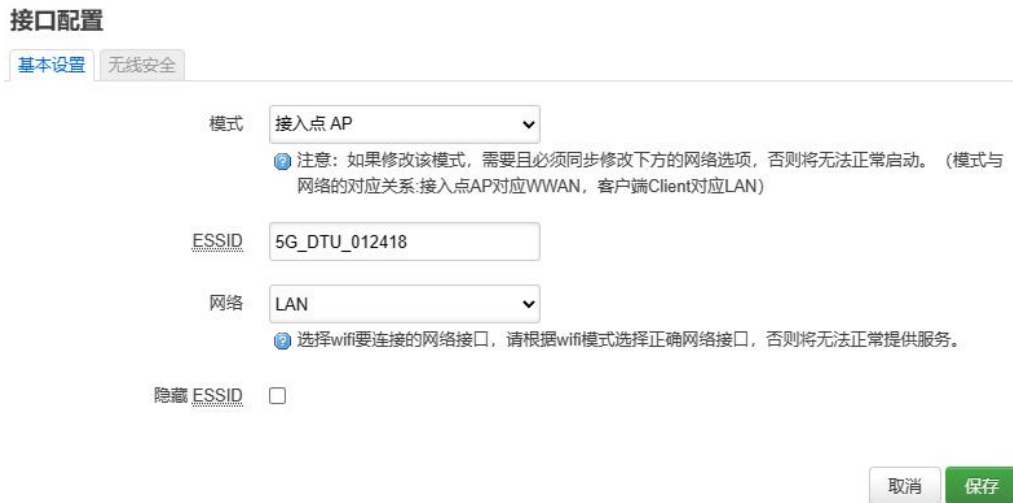 接口配置
基本设置 无线安全
模式 接入点 AP
注意：如果修改该模式，需要且必须同步修改下方的网络选项，否则将无法正常启动。（模式与
网络的对应关系:接入点AP对应WWAN，客户端Client对应LAN）
ESSID 5G_DTU_012418
网络 LAN
选择wifi要连接的网络接口，请根据wifi模式选择正确网络接口，否则将无法正常提供服务。
隐藏 ESSID
取消 保存